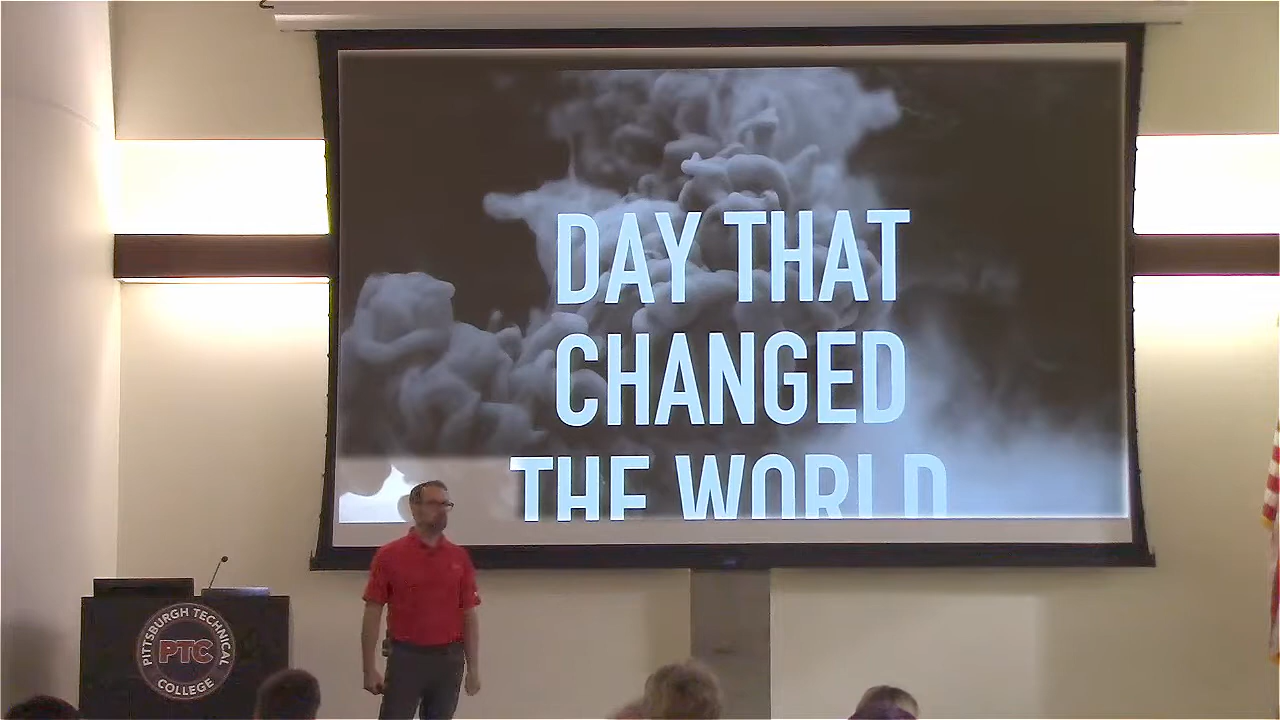 DAY THAT
CHANGED
THE WORLD
PITTSBURGH TECHNICAL
PTC
COLLEGE